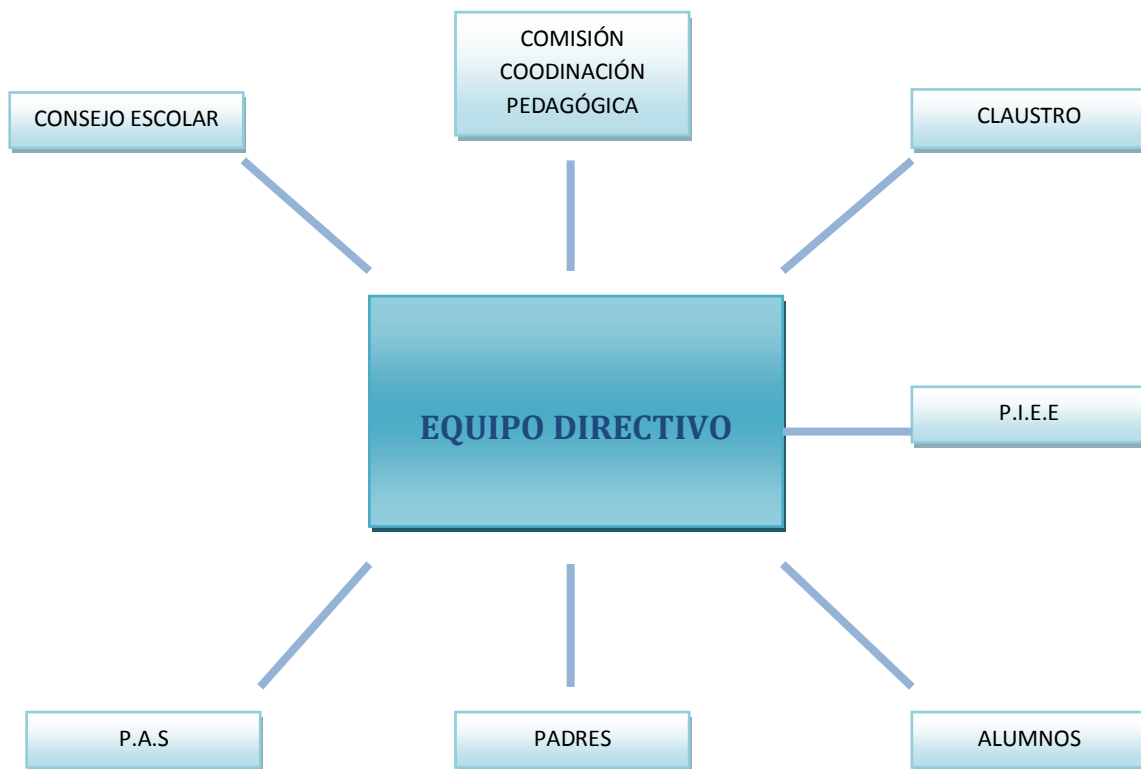 COMISIÓN
COODINACIÓN
PEDAGÓGICA
CONSEJO ESCOLAR
CLAUSTRO
P.I.E.E
EQUIPO DIRECTIVO
P.A.S
PADRES
ALUMNOS